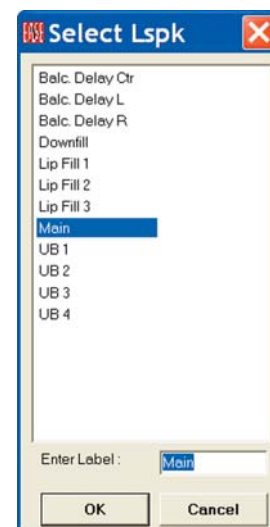 EASE Select Lspk
Balc. Delay Ctr
Balc. Delay L
Balc. Delay R
Downfill
Lip Fill 1
Lip Fill 2
Lip Fill 3
Main
UB 1
UB 2
UB 3
UB 4
Enter Label : Main
OK Cancel